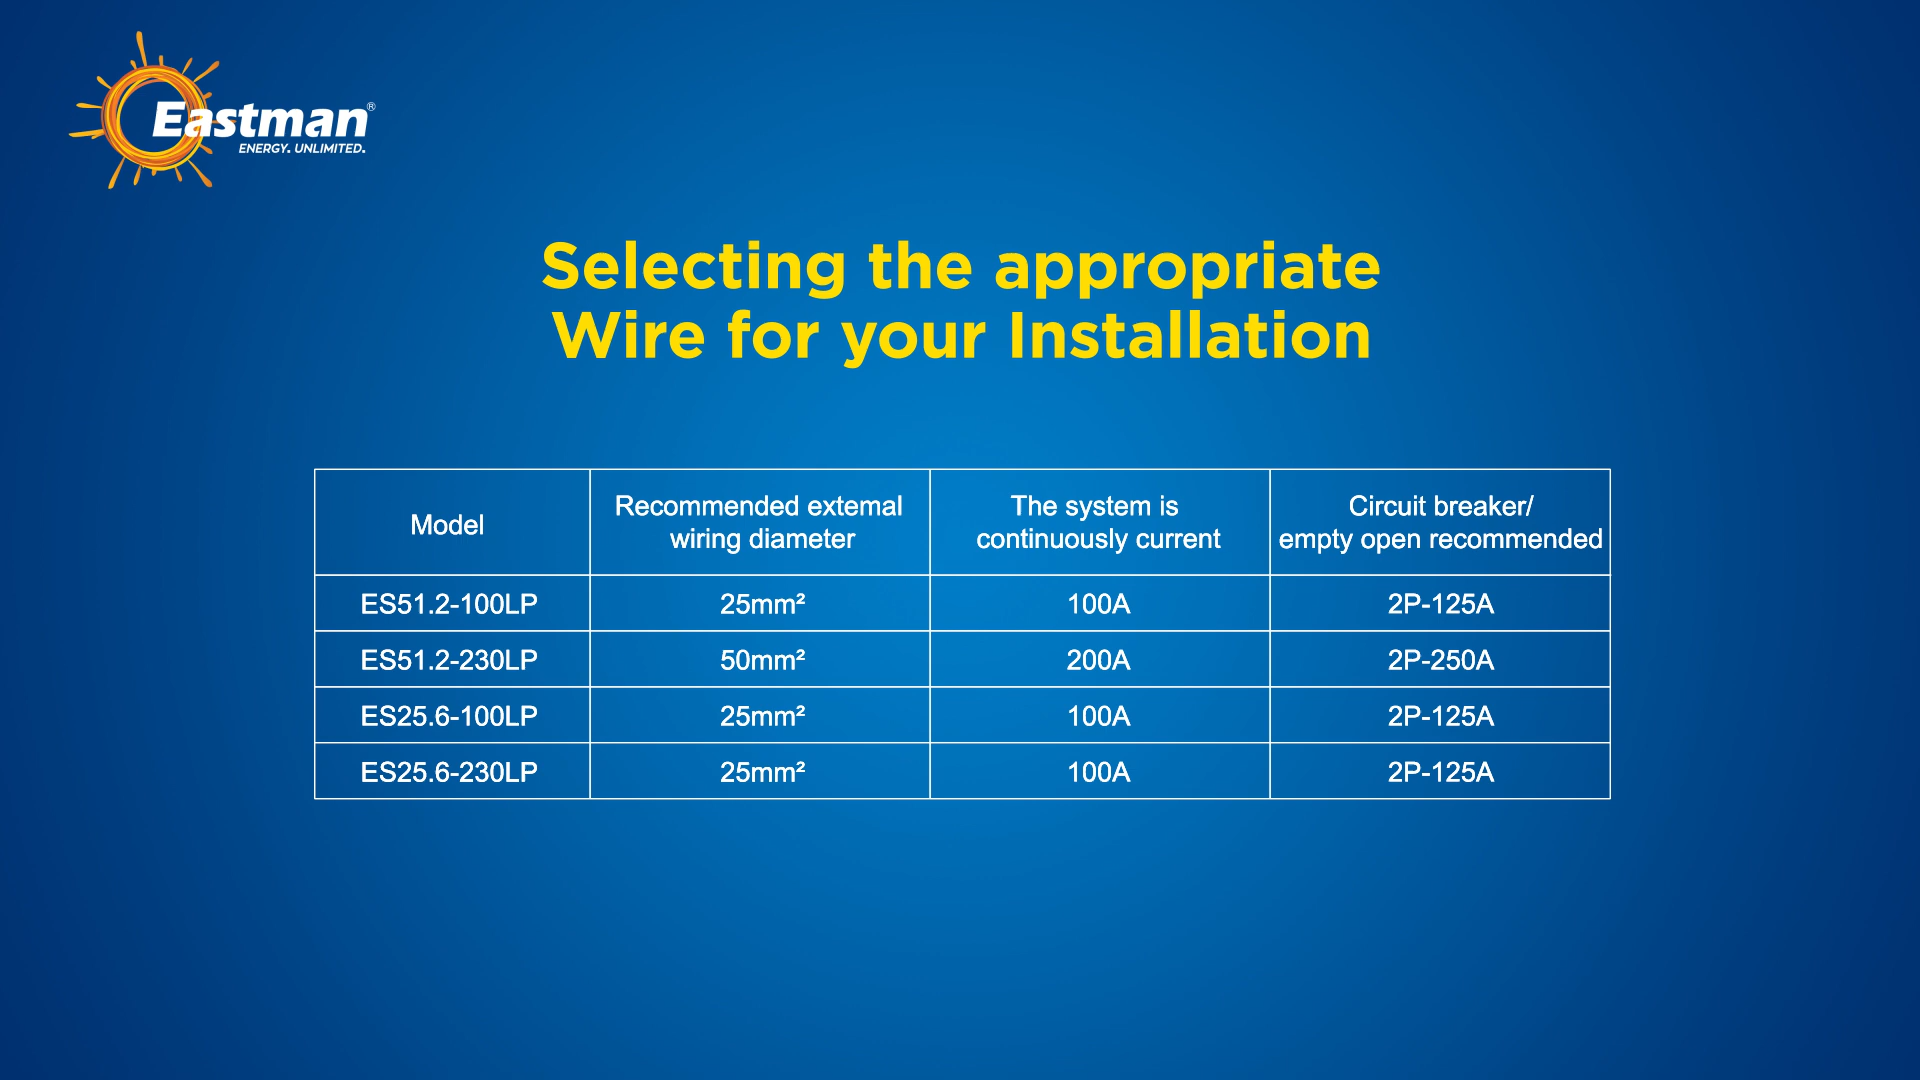 Eastman®
ENERGY. UNLIMITED.
Selecting the appropriate
Wire for your Installation
Model
Recommended extemal
wiring diameter
The system is
continuously current
Circuit breaker/
empty open recommended
ES51.2-100LP 25mm² 100A 2P-125A
ES51.2-230LP 50mm² 200A 2P-250A
ES25.6-100LP 25mm² 100A 2P-125A
ES25.6-230LP 25mm² 100A 2P-125A